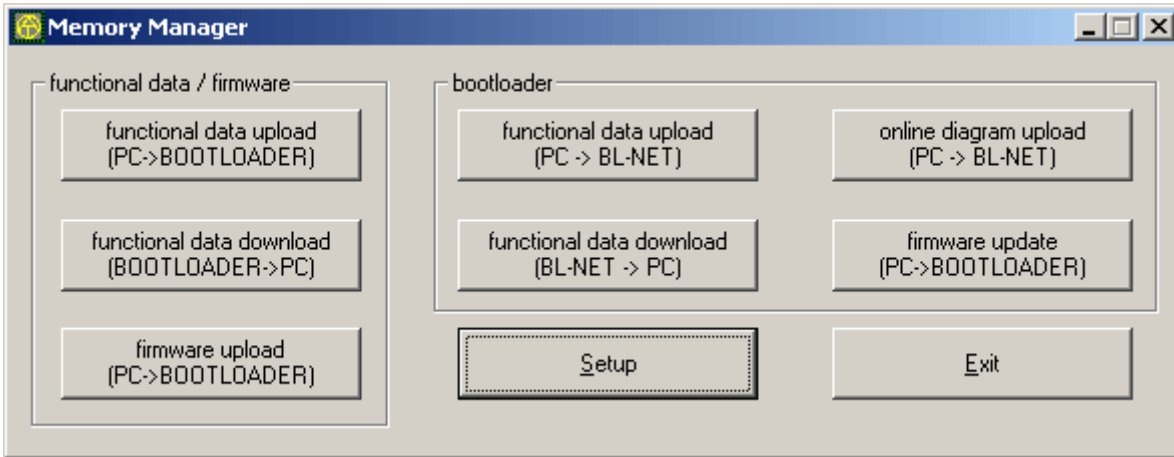 Memory Manager
functional data / firmware
functional data upload
(PC->BOOTLOADER)
functional data download
(BOOTLOADER->PC)
firmware upload
(PC->BOOTLOADER)
bootloader
functional data upload
(PC -> BL-NET)
online diagram upload
(PC -> BL-NET)
functional data download
(BL-NET -> PC)
firmware update
(PC->BOOTLOADER)
Setup
Exit